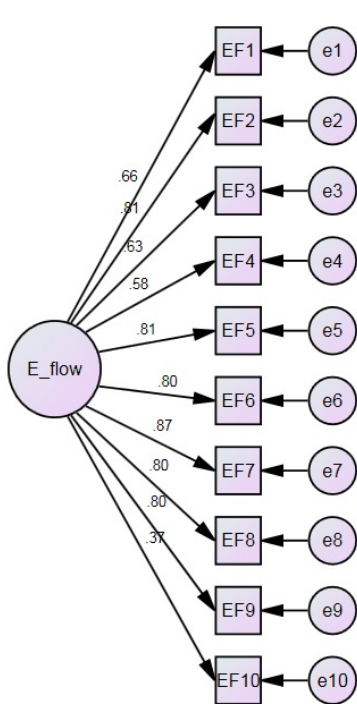 EF1 e1
EF2 e2
.66
.81
EF3 e3
.63
EF4 e4
.58
.81
EF5 e5
E_flow
.80
EF6 e6
.87
EF7 e7
.80
.80
EF8 e8
.37
EF9 e9
EF10 e10